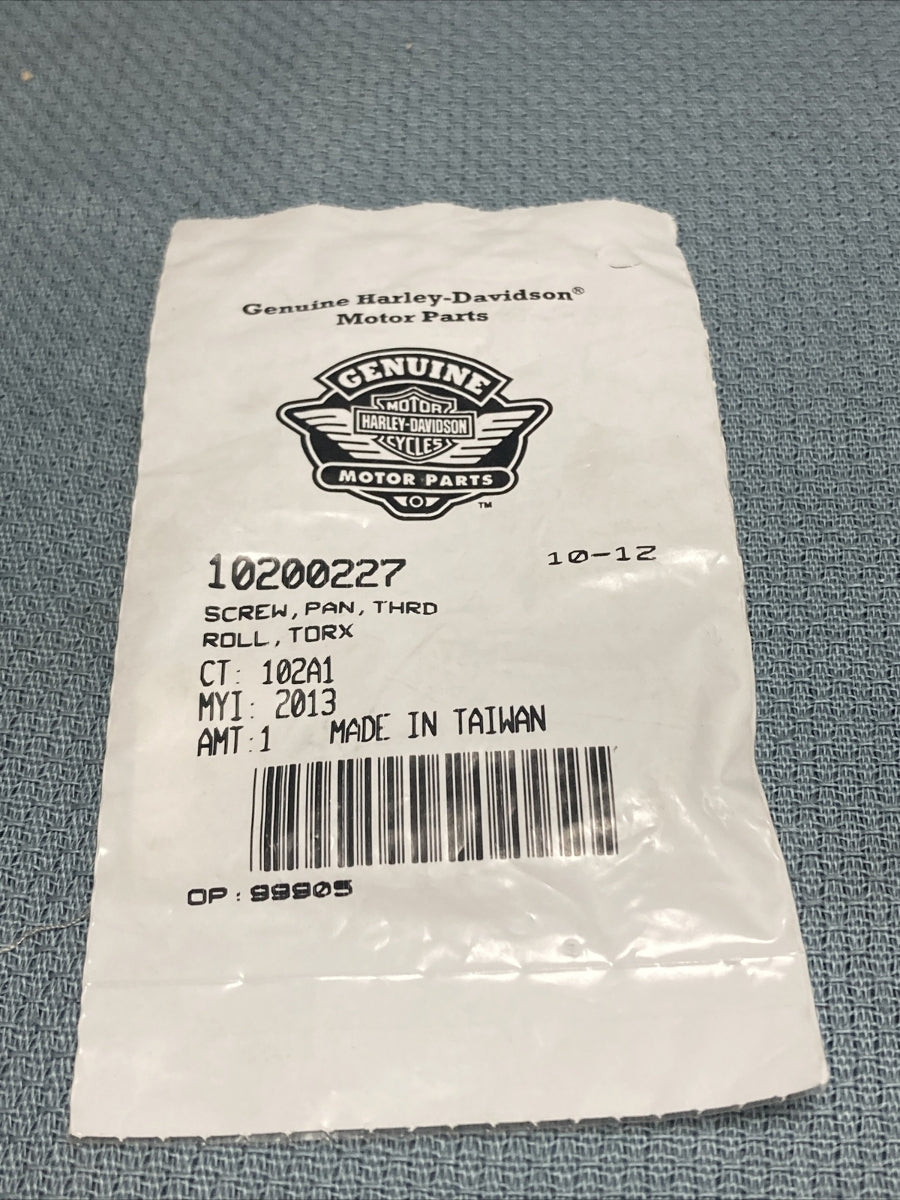 Genuine Harley-Davidson®
Motor Parts
GENUINE
MOTOR
HARLEY-DAVIDSON
CYCLES
MOTOR PARTS
TM
10200227 10-12
SCREW, PAN, THRD
ROLL, TORX
CT: 102A1
MYI: 2013
AMT:1 MADE IN TAIWAN
OP: 99905